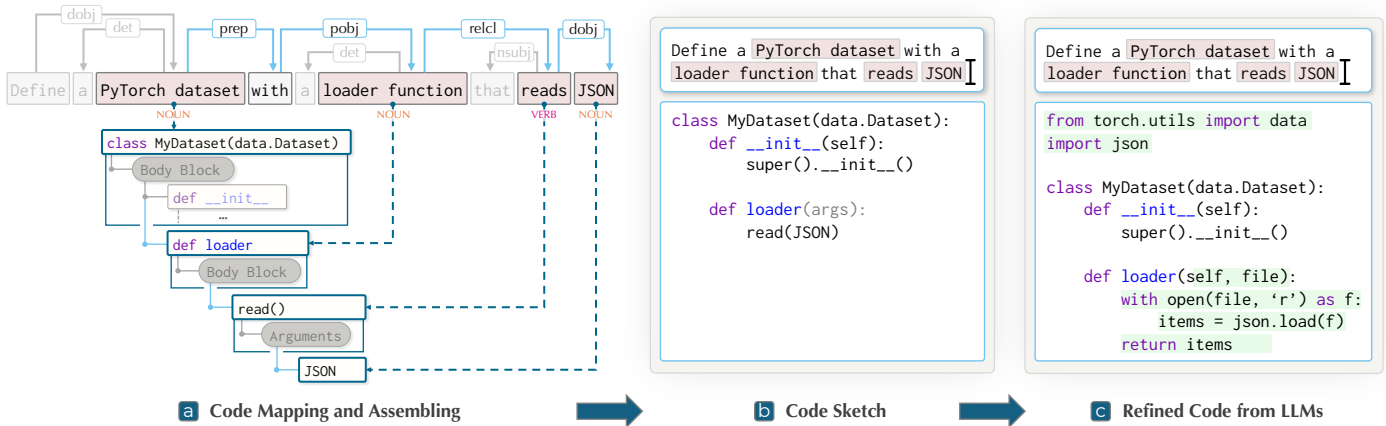 dobj
det
prep
pobj
det
relcl
nsubj
dobj
Define a PyTorch dataset with a loader function that reads JSON
NOUN
NOUN
VERB
NOUN
class MyDataset(data.Dataset)
Body Block
def __init__
…
def loader
Body Block
read()
Arguments
JSON
a Code Mapping and Assembling
Define a PyTorch dataset with a
loader function that reads JSON
class MyDataset(data.Dataset):
def __init__(self):
super().__init__()
def loader(args):
read(JSON)
b Code Sketch
Define a PyTorch dataset with a
loader function that reads JSON
from torch.utils import data
import json
class MyDataset(data.Dataset):
def __init__(self):
super().__init__()
def loader(self, file):
with open(file, ‘r’) as f:
items = json.load(f)
return items
c Refined Code from LLMs